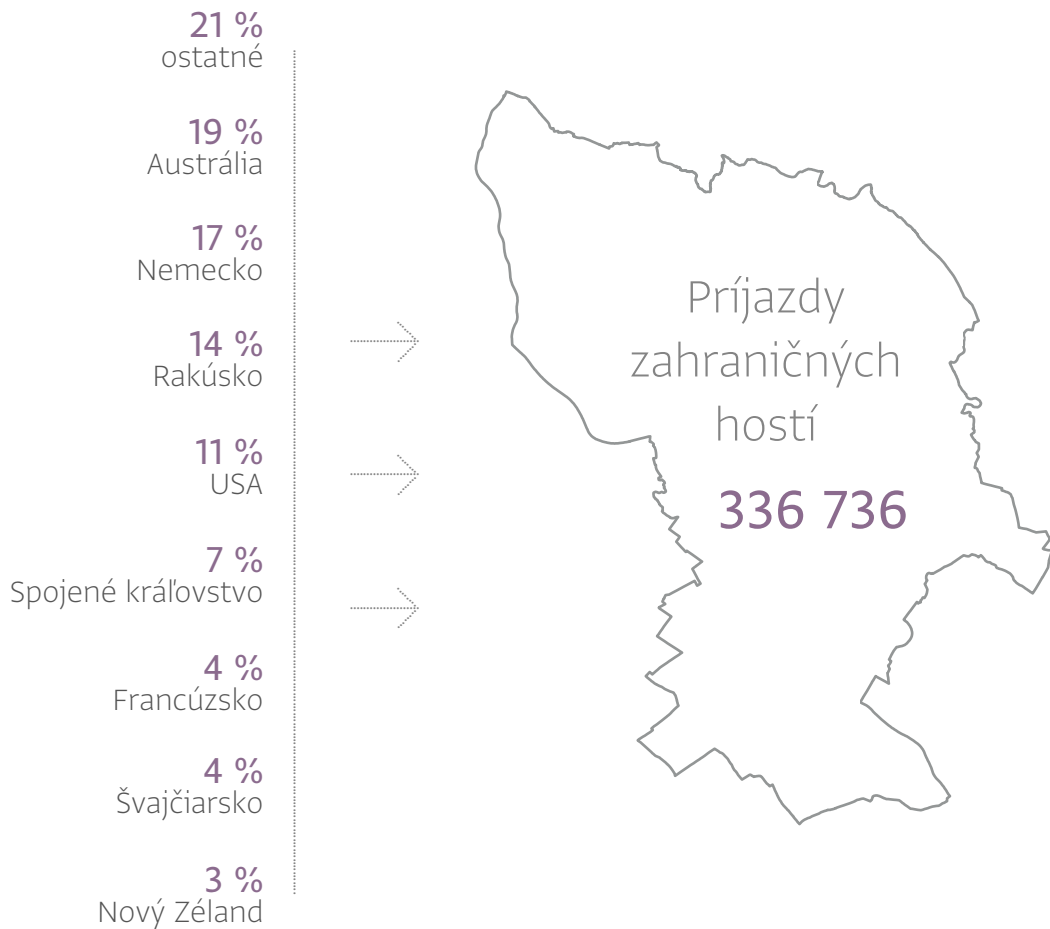 21 %
ostatné
19 %
Austrália
17 %
Nemecko
14 %
Rakúsko
11 %
USA
7 %
Spojené kráľovstvo
4 %
Francúzsko
4 %
Švajčiarsko
3 %
Nový Zéland
Príjazdy
zahraničných
hostí
336 736